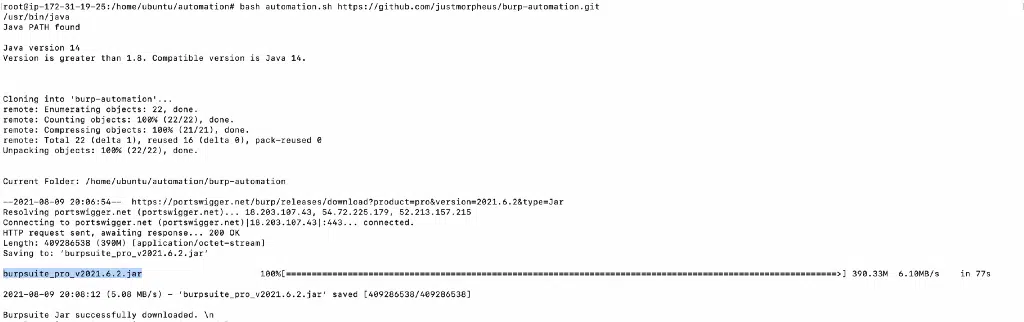 root@ip-172-31-19-25:/home/ubuntu/automation# bash automation.sh https://github.com/justmorpheus/burp-automation.git
/usr/bin/java
Java PATH found
Java version 14
Version is greater than 1.8. Compatible version is Java 14.
Cloning into 'burp-automation'...
remote: Enumerating objects: 22, done.
remote: Counting objects: 100% (22/22), done.
remote: Compressing objects: 100% (21/21), done.
remote: Total 22 (delta 1), reused 16 (delta 0), pack-reused 0
Unpacking objects: 100% (22/22), done.
Current Folder: /home/ubuntu/automation/burp-automation
--2021-08-09 20:06:54-- https://portswigger.net/burp/releases/download?product=pro&version=2021.6.2&type=Jar
Resolving portswigger.net (portswigger.net)... 18.203.107.43, 54.72.225.179, 52.213.157.215
Connecting to portswigger.net (portswigger.net)|18.203.107.43|:443... connected.
HTTP request sent, awaiting response... 200 OK
Length: 409286538 (390M) [application/octet-stream]
Saving to: 'burpsuite_pro_v2021.6.2.jar'
burpsuite_pro_v2021.6.2.jar 100%[=====================================================================================================>] 390.33M 6.10MB/s in 77s
2021-08-09 20:08:12 (5.08 MB/s) - 'burpsuite_pro_v2021.6.2.jar' saved [409286538/409286538]
Burpsuite Jar successfully downloaded. \n